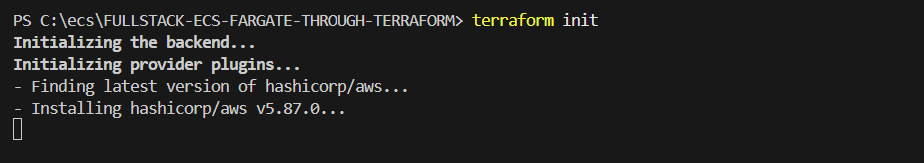 PS C:\ecs\FULLSTACK-ECS-FARGATE-THROUGH-TERRAFORM> terraform init
Initializing the backend...
Initializing provider plugins...
- Finding latest version of hashicorp/aws...
- Installing hashicorp/aws v5.87.0...